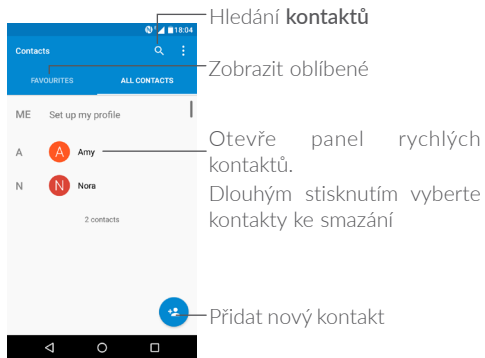 Hledání kontaktů
18:04
Contacts
Zobrazit oblíbené
FAVOURITES ALL CONTACTS
ME Set up my profile
Otevře panel rychlých
kontaktů.
A A Amy
Dlouhým stisknutím vyberte
kontakty ke smazání
N N Nora
2 contacts
Přidat nový kontakt